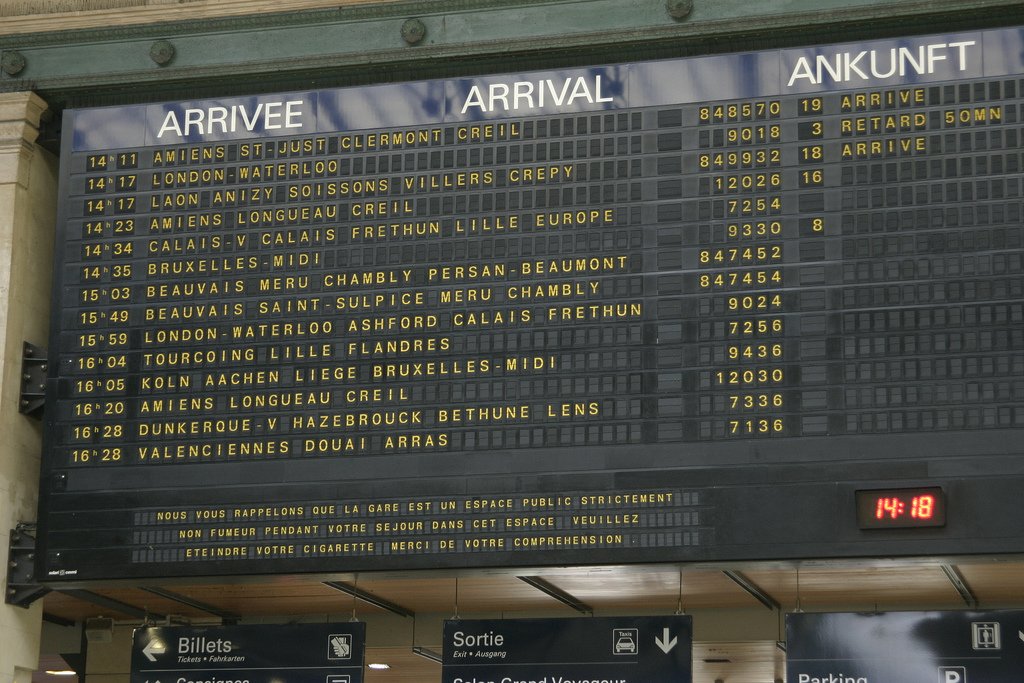 ARRIVEE ARRIVAL ANKUNFT
14h11 AMIENS ST-JUST CLERMONT CREIL 848570 19 ARRIVE
14h17 LONDON-WATERLOO 9018 3 RETARD 50MN
14h17 LAON ANIZY SOISSONS VILLERS CREPY 849932 18 ARRIVE
14h23 AMIENS LONGUEAU CREIL 12026 16
14h34 CALAIS-V CALAIS FRETHUN LILLE EUROPE 7254
14h35 BRUXELLES-MIDI 9330 8
15h03 BEAUVAIS MERU CHAMBLY PERSAN-BEAUMONT 847452
15h49 BEAUVAIS SAINT-SULPICE MERU CHAMBLY 847454
15h59 LONDON-WATERLOO ASHFORD CALAIS FRETHUN 9024
16h04 TOURCOING LILLE FLANDRES 7256
16h05 KOLN AACHEN LIEGE BRUXELLES-MIDI 9436
16h20 AMIENS LONGUEAU CREIL 12030
16h28 DUNKERQUE-V HAZEBROUCK BETHUNE LENS 7336
16h28 VALENCIENNES DOUAI ARRAS 7136
NOUS VOUS RAPPELONS QUE LA GARE EST UN ESPACE PUBLIC STRICTEMENT
NON FUMEUR PENDANT VOTRE SEJOUR DANS CET ESPACE VEUILLEZ
ETEINDRE VOTRE CIGARETTE MERCI DE VOTRE COMPREHENSION .
14:18
Billets
Tickets • Fahrkarten
Consignes
Sortie
Exit • Ausgang
Taxis
Salon Grand Voyageur
Parking
P